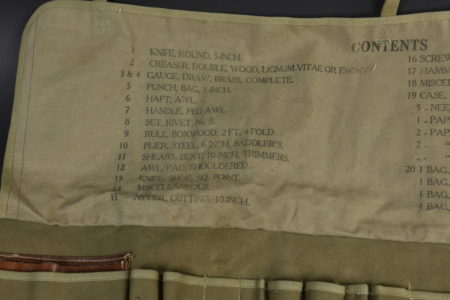 CONTENTS
1 KNIFE, ROUND, 5-INCH.
2 CREASER, DOUBLE, WOOD, LIGNUM VITAE OR EBONY
3 & 4 GAUGE, DRAW, BRASS, COMPLETE.
5 PUNCH, BAG, 1-INCH.
6 HAFT, AWL.
7 HANDLE, PEG AWL.
8 SET, RIVET, No. 9.
9 RULE, BOXWOOD, 2 FT. 4 FOLD
10 PLIER, STEEL, 6 INCH, SADDLER'S.
11 SHEARS, BENT, 10-INCH, TRIMMERS.
12 AWL, PAD, SHOULDERED.
13 KNIFE, SHOE, SQ. POINT.
14 MISCELLANEOUS.
15 NIPPER, CUTTING, 10-INCH.
16 SCREW
17 HAMM
18 MISCEL
19 CASE,
5 - NEE
1 - PAP
2 - PAP
2 - "
20 1 BAG,
1 BAG,
1 BAG,
4 BAG,